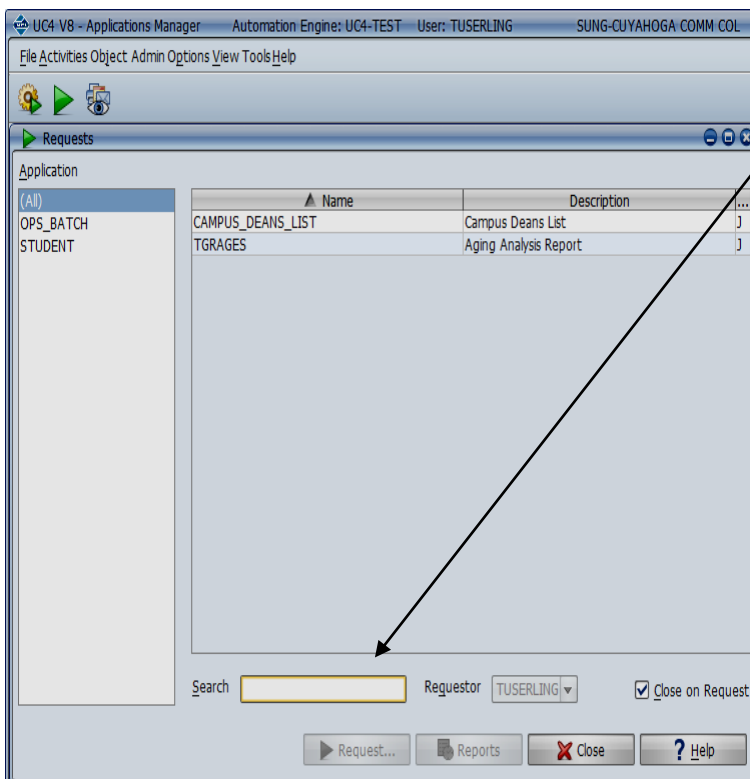 UC4 V8 - Applications Manager Automation Engine: UC4-TEST User: TUSERLING SUNG-CUYAHOGA COMM COL
File Activities Object Admin Options View Tools Help
Requests
Application
(All)
OPS_BATCH
STUDENT
Name Description ...
CAMPUS_DEANS_LIST Campus Deans List J
TGRAGES Aging Analysis Report J
Search Requestor TUSERLING Close on Request
Request... Reports Close ? Help